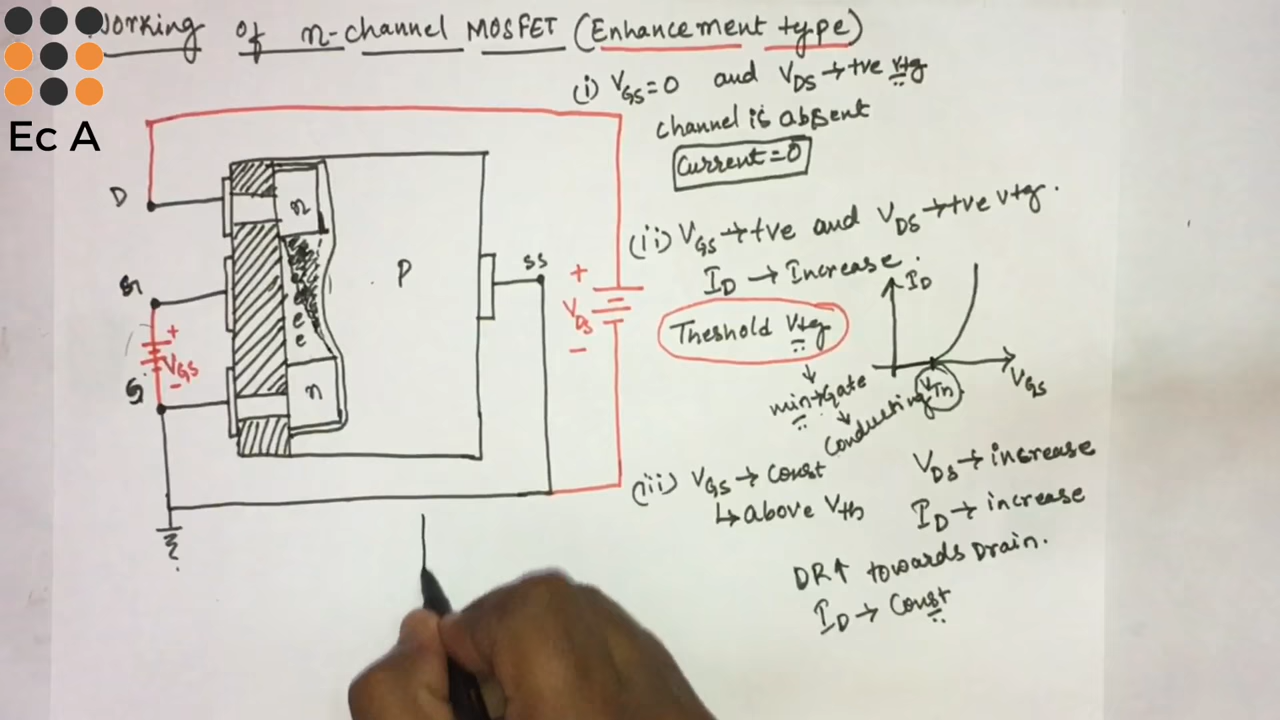 Working of n-channel MOSFET (Enhancement type)
Ec A
(i) VGS=0 and VDS→+ve vtg
channel is absent
Current=0
(ii) VGS→+ve and VDS→+ve vtg.
ID → Increase.
Theshold Vtg
min→Gate
conducting
ID
VTn
VGS
(iii) VGS→ const
↳above Vth
VDS→ increase
ID → increase
DR↑ towards Drain.
ID → Const
D
n
P
SS
+
VDS
-
+
VGS
-
e
e
n